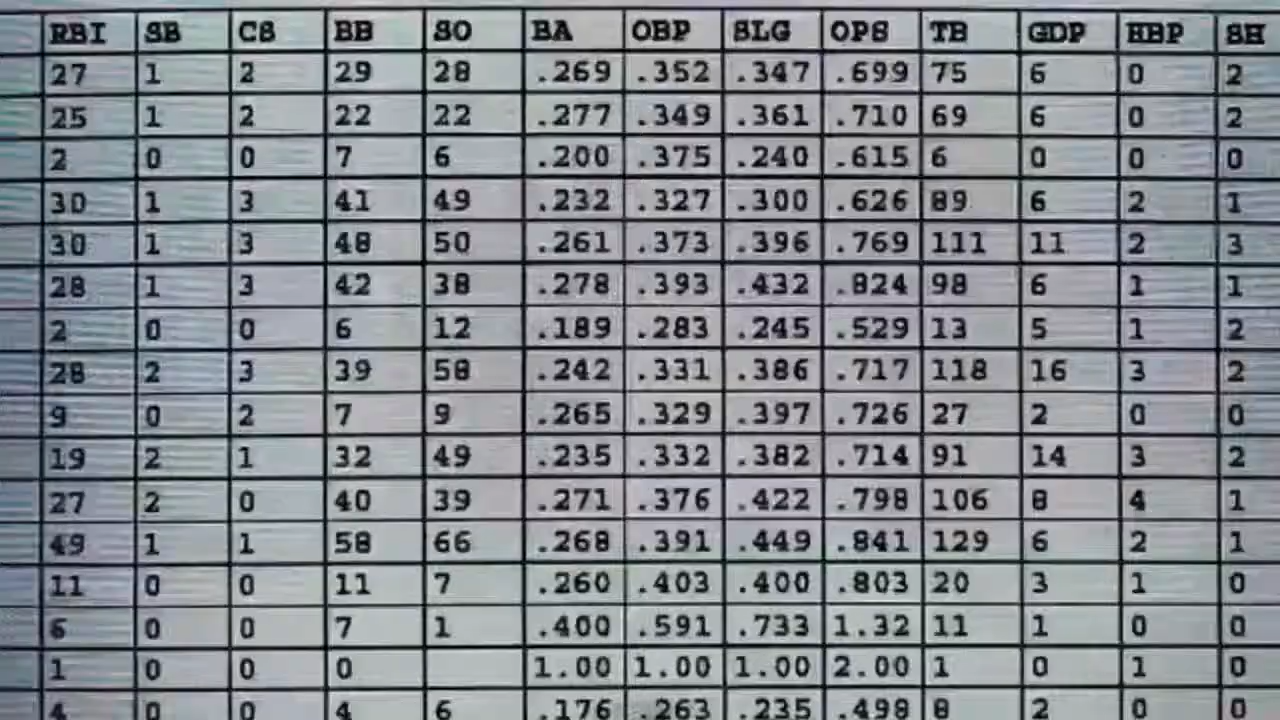 RBI SB CS BB SO BA OBP SLG OPS TB GDP HBP SH
27 1 2 29 28 .269 .352 .347 .699 75 6 0 2
25 1 2 22 22 .277 .349 .361 .710 69 6 0 2
2 0 0 7 6 .200 .375 .240 .615 6 0 0 0
30 1 3 41 49 .232 .327 .300 .626 89 6 2 1
30 1 3 48 50 .261 .373 .396 .769 111 11 2 3
28 1 3 42 38 .278 .393 .432 .824 98 6 1 1
2 0 0 6 12 .189 .283 .245 .529 13 5 1 2
28 2 3 39 58 .242 .331 .386 .717 118 16 3 2
9 0 2 7 9 .265 .329 .397 .726 27 2 0 0
19 2 1 32 49 .235 .332 .382 .714 91 14 3 2
27 2 0 40 39 .271 .376 .422 .798 106 8 4 1
49 1 1 58 66 .268 .391 .449 .841 129 6 2 1
11 0 0 11 7 .260 .403 .400 .803 20 3 1 0
6 0 0 7 1 .400 .591 .733 1.32 11 1 0 0
1 0 0 0 1.00 1.00 1.00 2.00 1 0 1 0
4 0 0 4 6 .176 .263 .235 .498 8 2 0 0